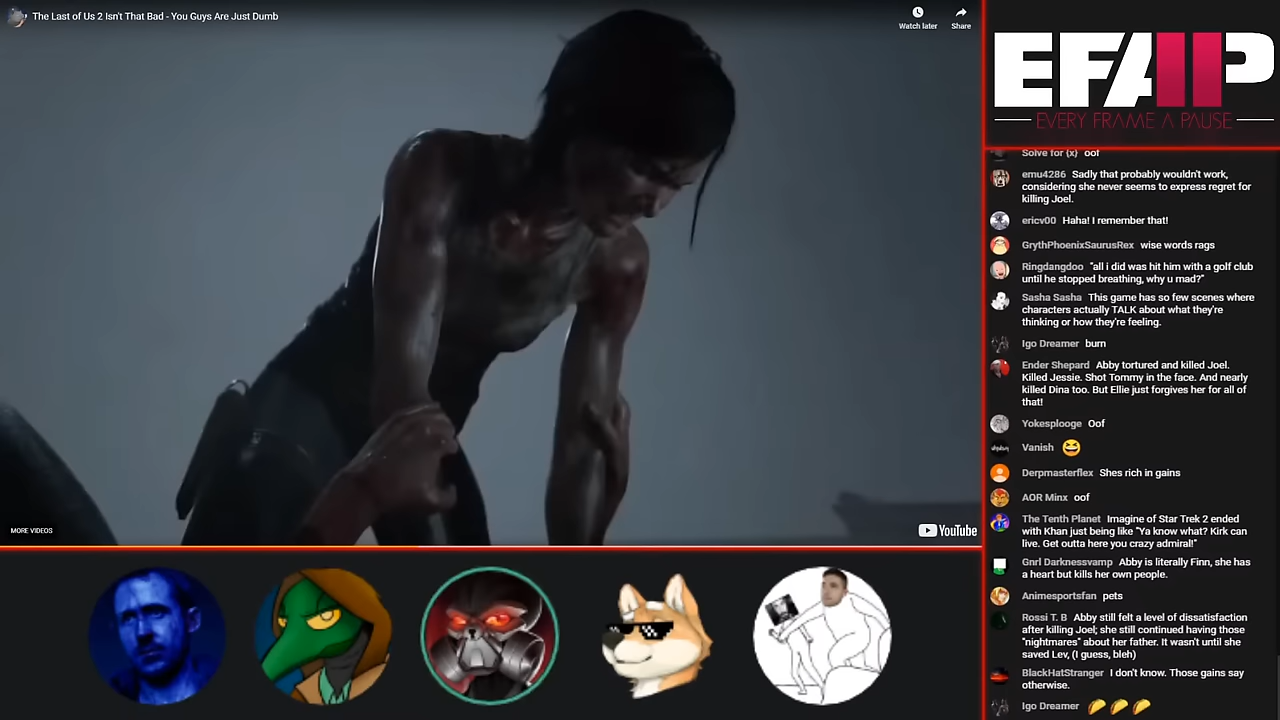 The Last of Us 2 Isn't That Bad - You Guys Are Just Dumb
Watch later
Share
MORE VIDEOS
YouTube
EFAP
EVERY FRAME A PAUSE
Solve for {x} oof
emu4286 Sadly that probably wouldn't work,
considering she never seems to express regret for
killing Joel.
ericv00 Haha! I remember that!
GrythPhoenixSaurusRex wise words rags
Ringdangdoo "all i did was hit him with a golf club
until he stopped breathing, why u mad?"
Sasha Sasha This game has so few scenes where
characters actually TALK about what they're
thinking or how they're feeling.
Igo Dreamer burn
Ender Shepard Abby tortured and killed Joel.
Killed Jessie. Shot Tommy in the face. And nearly
killed Dina too. But Ellie just forgives her for all of
that!
Yokesplooge Oof
Vanish 😆
Derpmasterflex Shes rich in gains
AOR Minx oof
The Tenth Planet Imagine of Star Trek 2 ended
with Khan just being like "Ya know what? Kirk can
live. Get outta here you crazy admiral!"
Gnrl Darknessvamp Abby is literally Finn, she has
a heart but kills her own people.
Animesportsfan pets
Rossi T. B Abby still felt a level of dissatisfaction
after killing Joel; she still continued having those
"nightmares" about her father. It wasn't until she
saved Lev, (I guess, bleh)
BlackHatStranger I don't know. Those gains say
otherwise.
Igo Dreamer 🌮 🌮 🌮